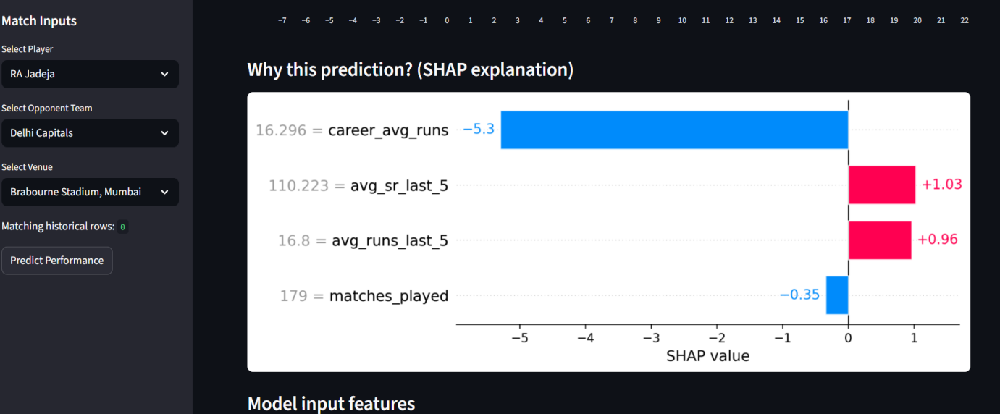 Match Inputs
Select Player
RA Jadeja
Select Opponent Team
Delhi Capitals
Select Venue
Brabourne Stadium, Mumbai
Matching historical rows: 0
Predict Performance
−7 −6 −5 −4 −3 −2 −1 0 1 2 3 4 5 6 7 8 9 10 11 12 13 14 15 16 17 18 19 20 21 22
Why this prediction? (SHAP explanation)
16.296 = career_avg_runs −5.3
110.223 = avg_sr_last_5 +1.03
16.8 = avg_runs_last_5 +0.96
179 = matches_played −0.35
−5 −4 −3 −2 −1 0 1
SHAP value
Model input features